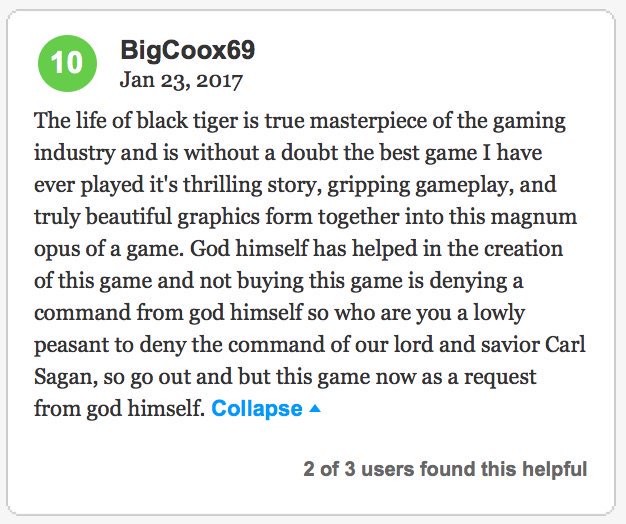 10
BigCoox69
Jan 23, 2017
The life of black tiger is true masterpiece of the gaming
industry and is without a doubt the best game I have
ever played it's thrilling story, gripping gameplay, and
truly beautiful graphics form together into this magnum
opus of a game. God himself has helped in the creation
of this game and not buying this game is denying a
command from god himself so who are you a lowly
peasant to deny the command of our lord and savior Carl
Sagan, so go out and but this game now as a request
from god himself. Collapse
2 of 3 users found this helpful